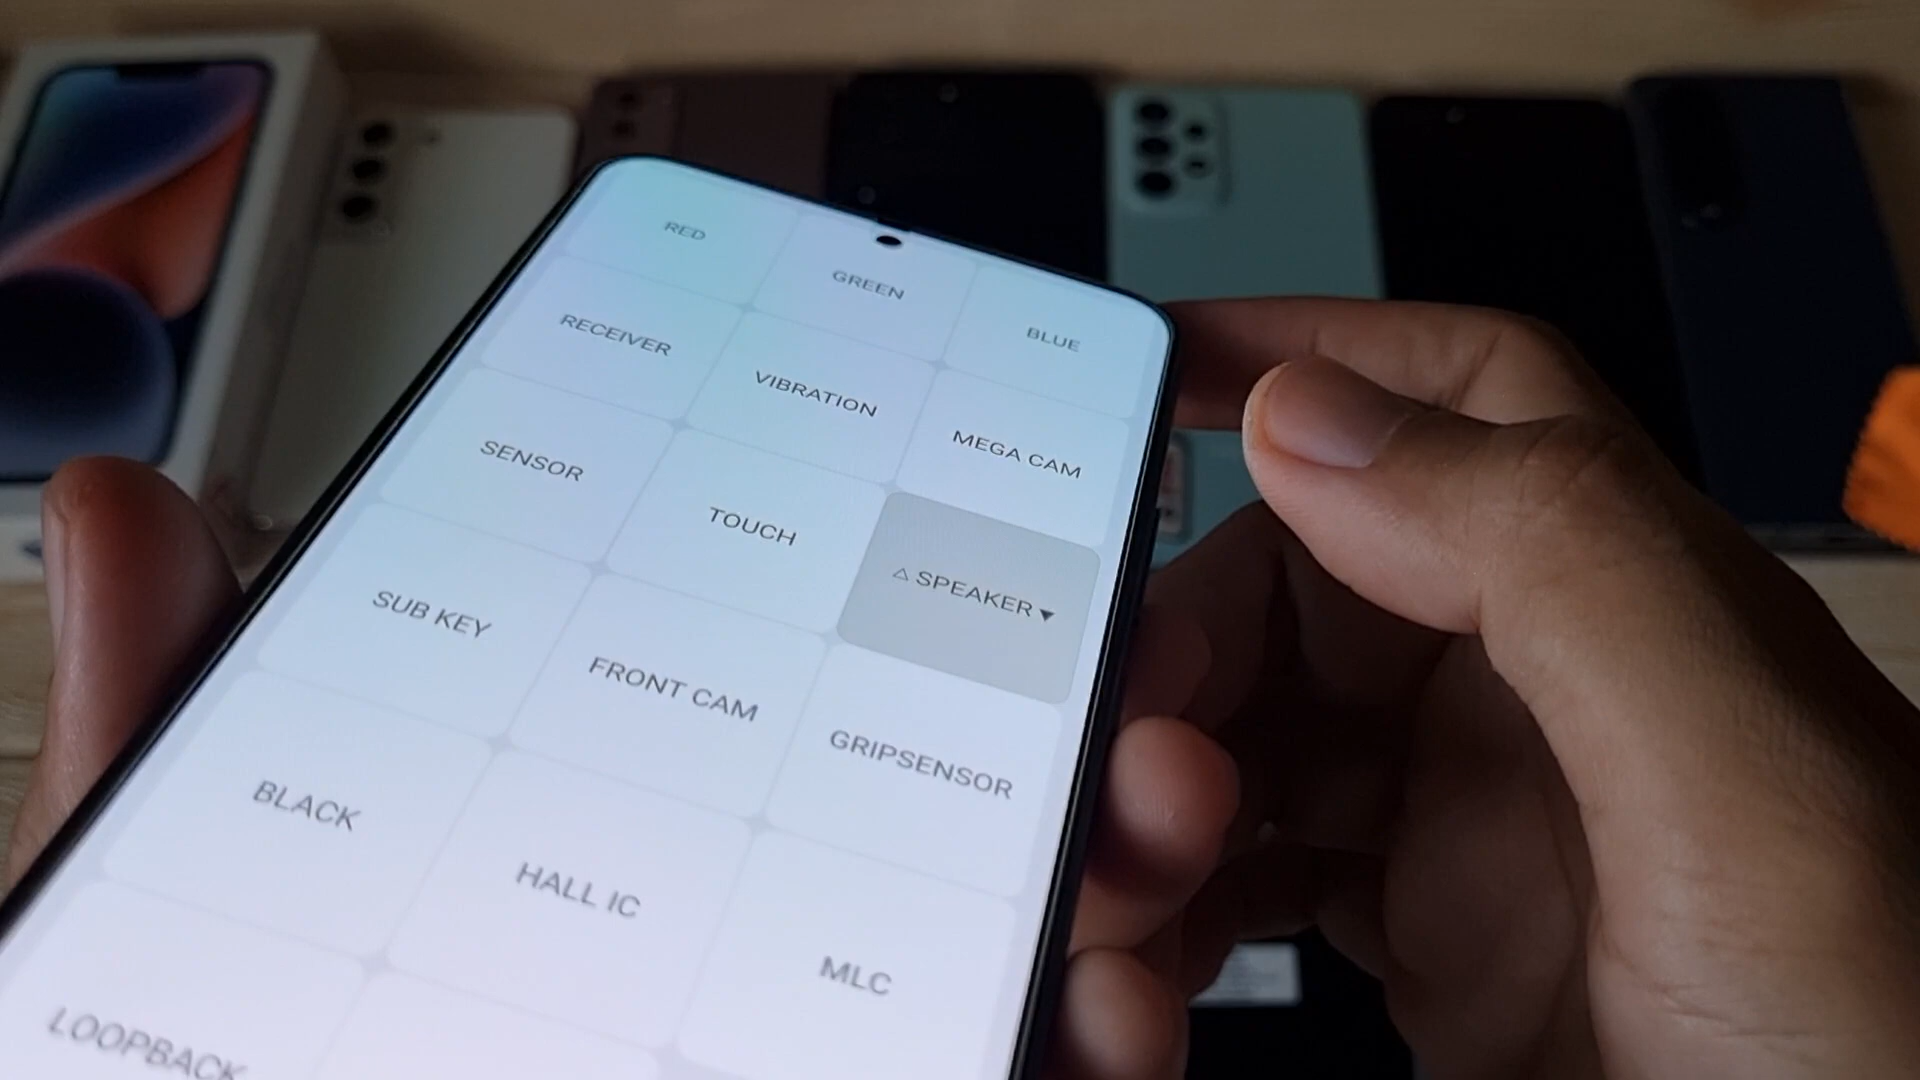 RED
GREEN
BLUE
RECEIVER
VIBRATION
MEGA CAM
SENSOR
TOUCH
△ SPEAKER ▼
SUB KEY
FRONT CAM
GRIPSENSOR
BLACK
HALL IC
MLC
LOOPBACK